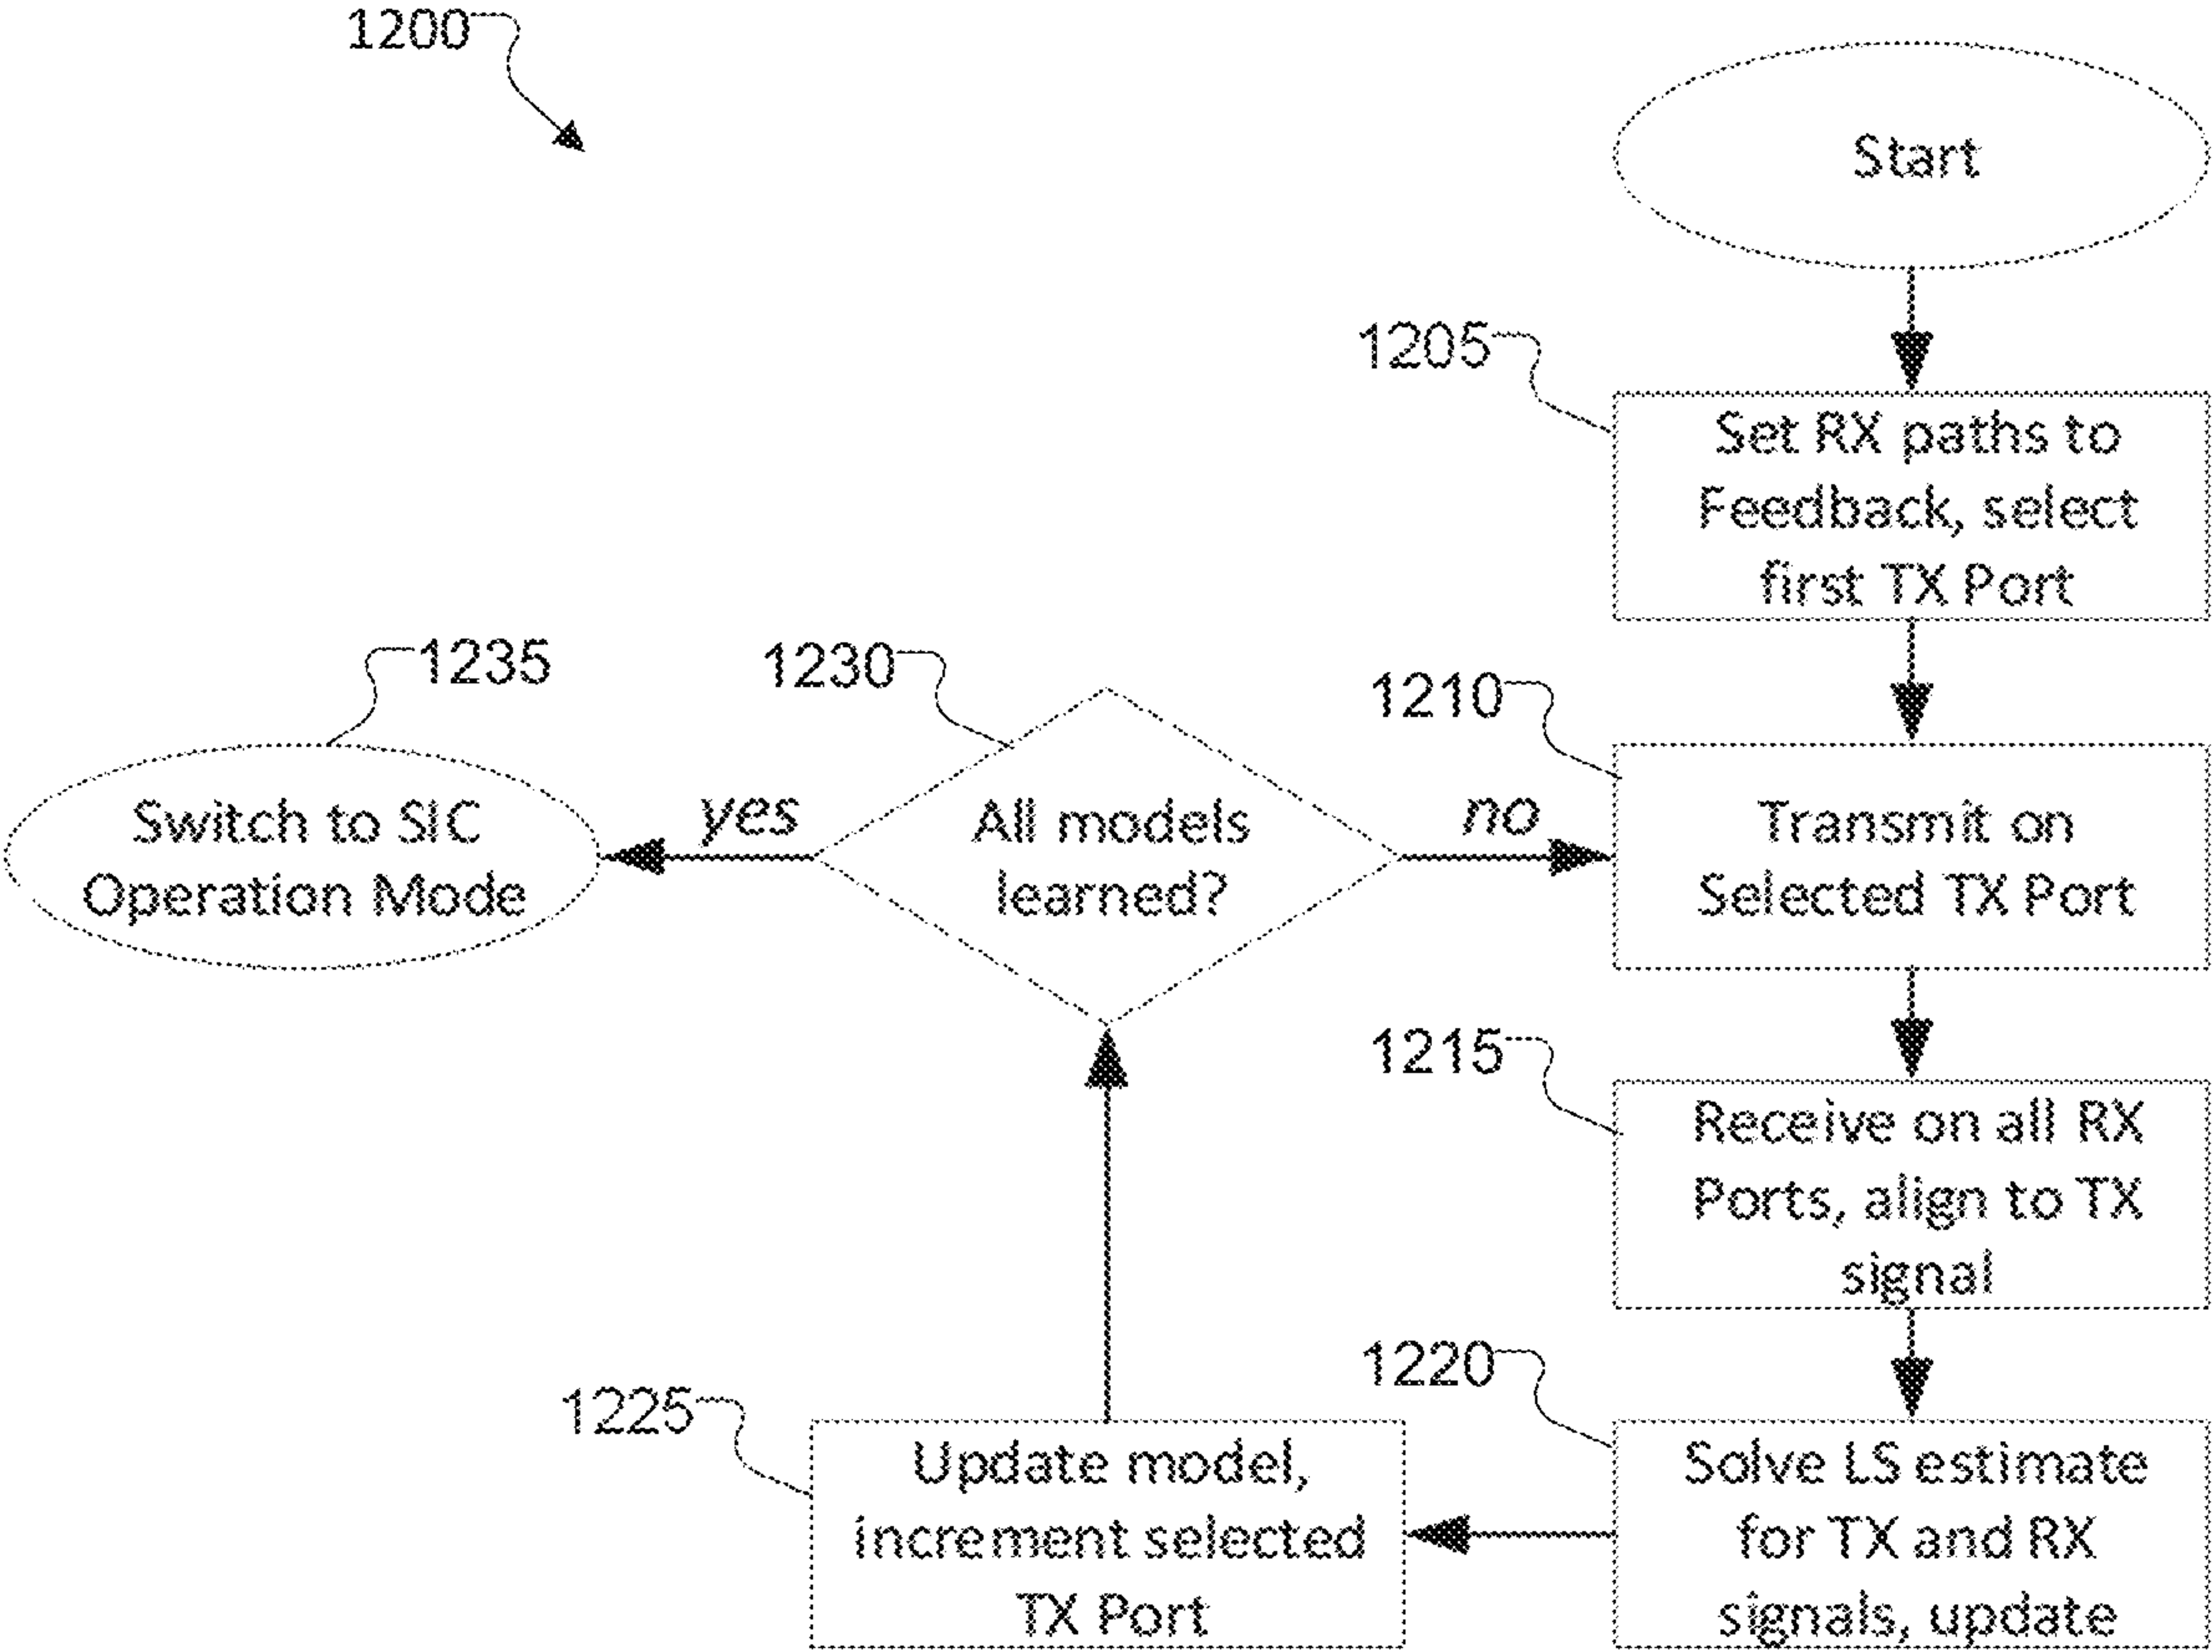 1200
Start
1205
Set RX paths to
Feedback, select
first TX Port
1210
Transmit on
Selected TX Port
1215
Receive on all RX
Ports, align to TX
signal
1220
Solve LS estimate
for TX and RX
signals, update
1225
Update model,
increment selected
TX Port
1230
All models
learned?
no
yes
1235
Switch to SIC
Operation Mode